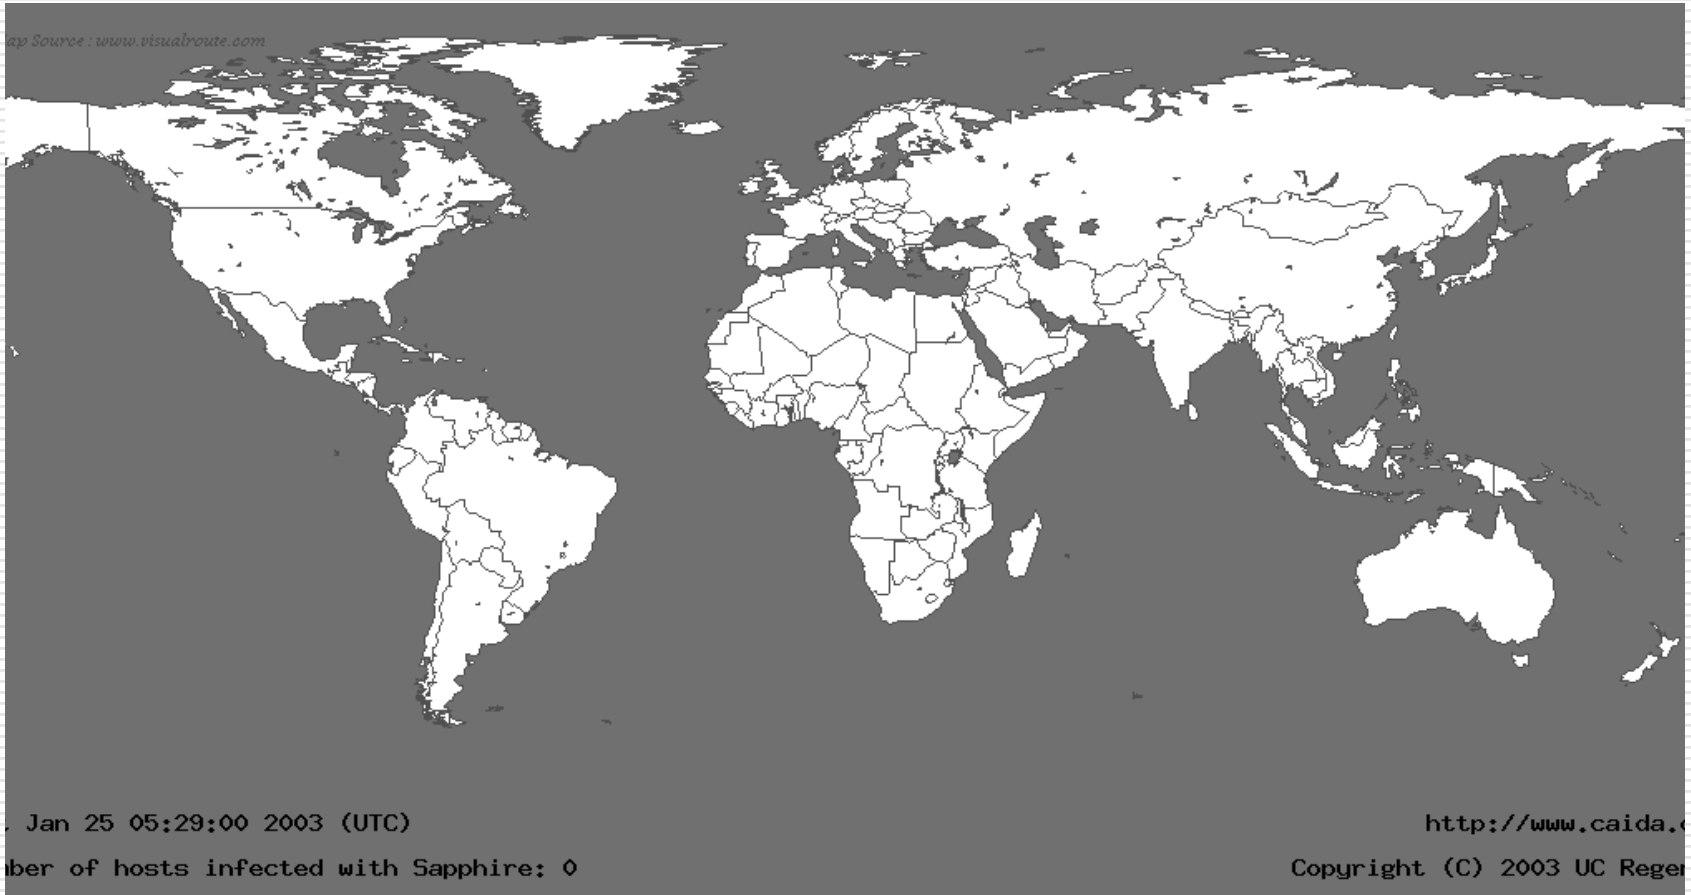 ap Source : www.visualroute.com
. Jan 25 05:29:00 2003 (UTC)
http://www.caida.
ber of hosts infected with Sapphire: 0
Copyright (C) 2003 UC Rege